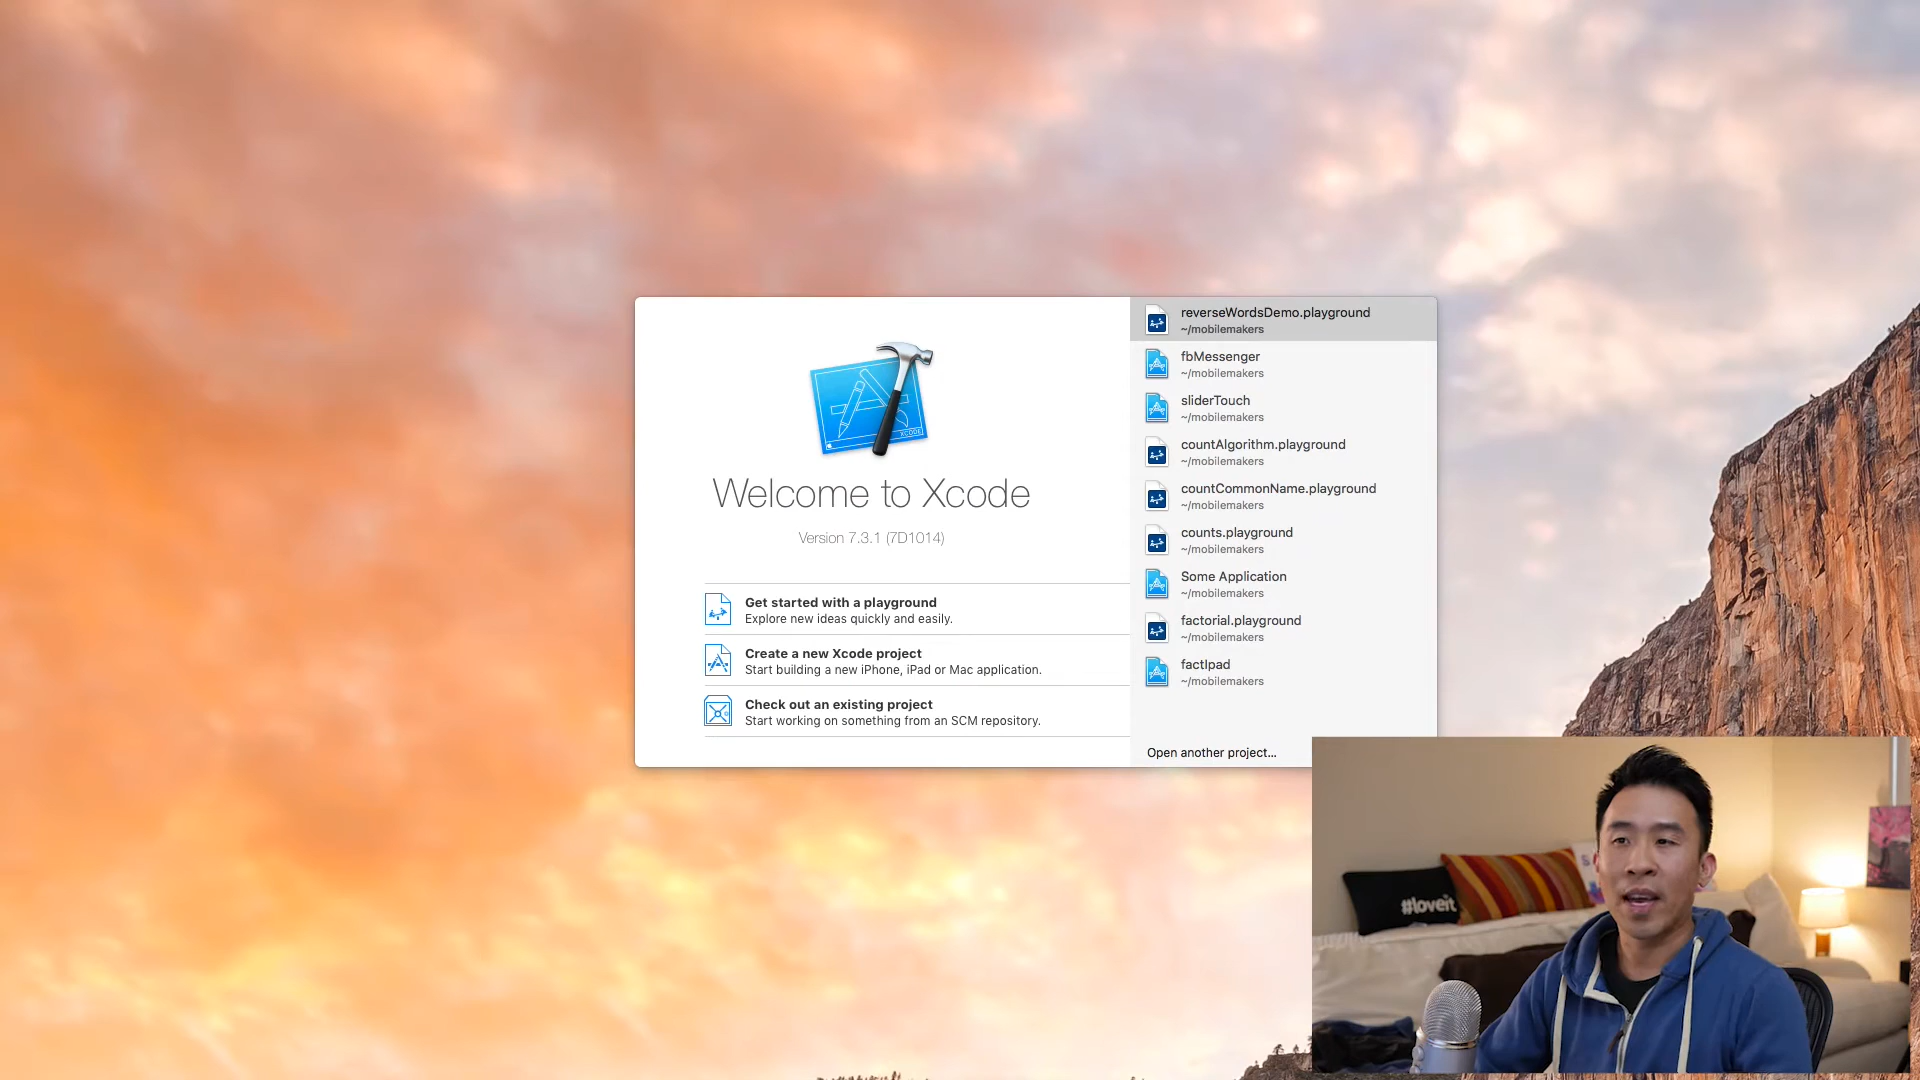 XCODE
Welcome to Xcode
Version 7.3.1 (7D1014)
Get started with a playground
Explore new ideas quickly and easily.
Create a new Xcode project
Start building a new iPhone, iPad or Mac application.
Check out an existing project
Start working on something from an SCM repository.
reverseWordsDemo.playground
~/mobilemakers
fbMessenger
~/mobilemakers
sliderTouch
~/mobilemakers
countAlgorithm.playground
~/mobilemakers
countCommonName.playground
~/mobilemakers
counts.playground
~/mobilemakers
Some Application
~/mobilemakers
factorial.playground
~/mobilemakers
factIpad
~/mobilemakers
Open another project...
#loveit